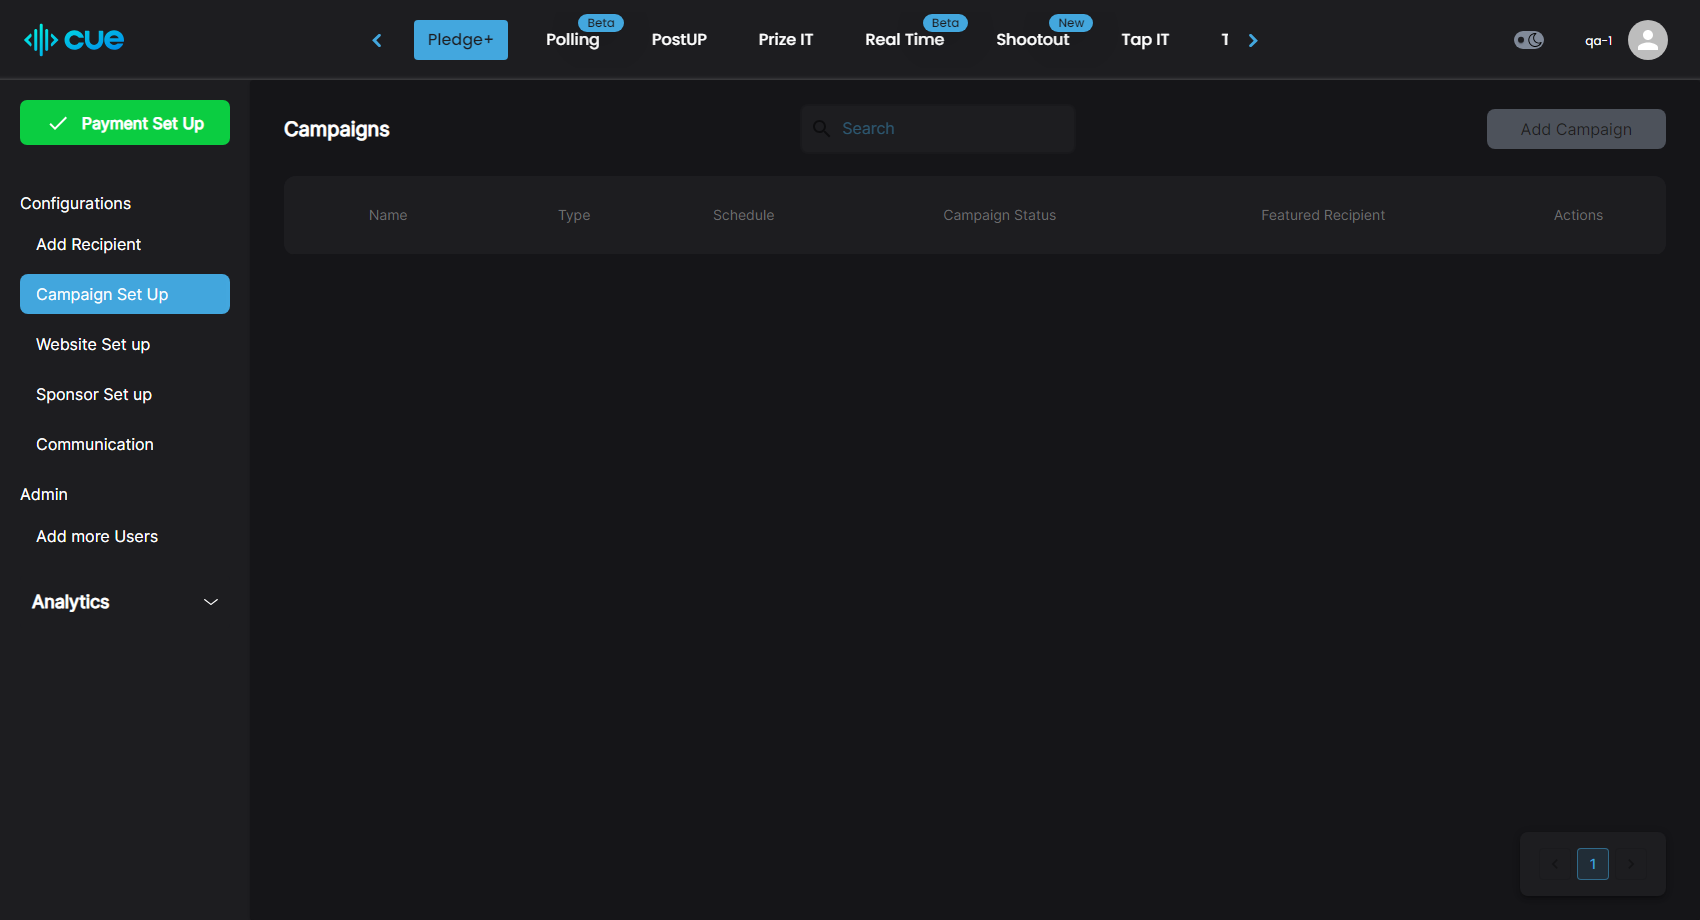 cue
Pledge+
Polling
Beta
PostUP
Prize IT
Real Time
Beta
Shootout
New
Tap IT
T
qa-1
Payment Set Up
Configurations
Add Recipient
Campaign Set Up
Website Set up
Sponsor Set up
Communication
Admin
Add more Users
Analytics
Campaigns
Search
Add Campaign
Name Type Schedule Campaign Status Featured Recipient Actions
1